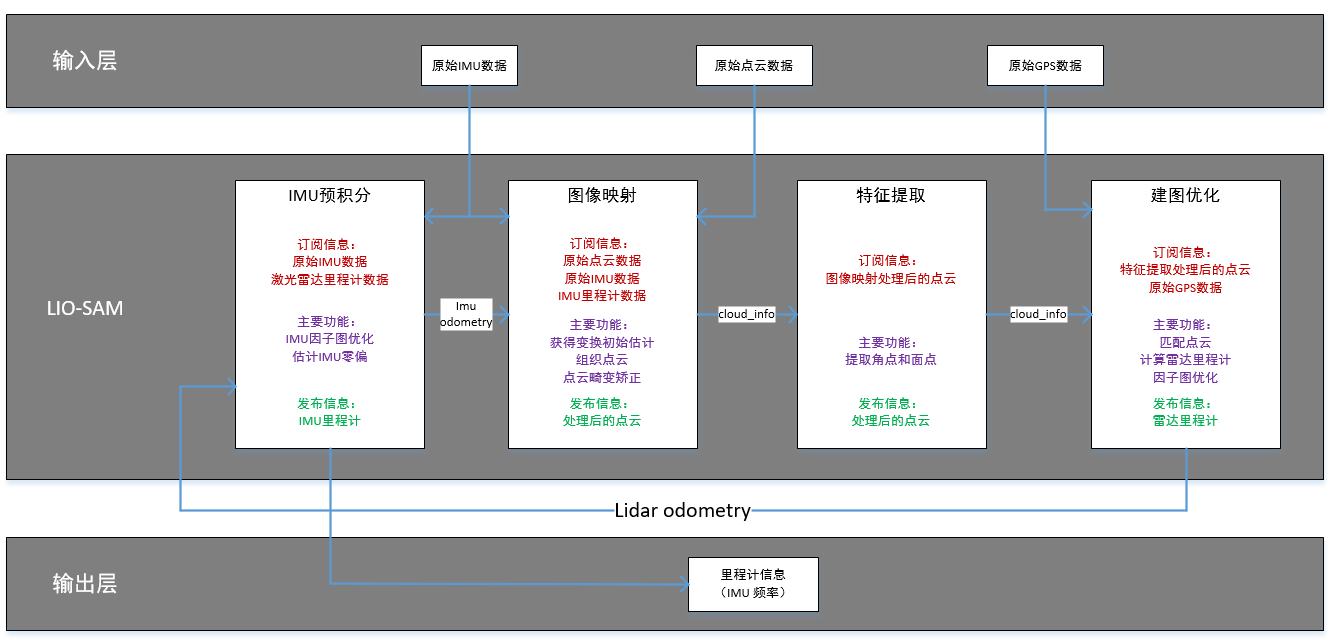 输入层
原始IMU数据
原始点云数据
原始GPS数据
LIO-SAM
IMU预积分
订阅信息：
原始IMU数据
激光雷达里程计数据
主要功能：
IMU因子图优化
估计IMU零偏
发布信息：
IMU里程计
Imu
odometry
图像映射
订阅信息：
原始点云数据
原始IMU数据
IMU里程计数据
主要功能：
获得变换初始估计
组织点云
点云畸变矫正
发布信息：
处理后的点云
cloud_info
特征提取
订阅信息：
图像映射处理后的点云
主要功能：
提取角点和面点
发布信息：
处理后的点云
cloud_info
建图优化
订阅信息：
特征提取处理后的点云
原始GPS数据
主要功能：
匹配点云
计算雷达里程计
因子图优化
发布信息：
雷达里程计
Lidar odometry
输出层
里程计信息
（IMU 频率）